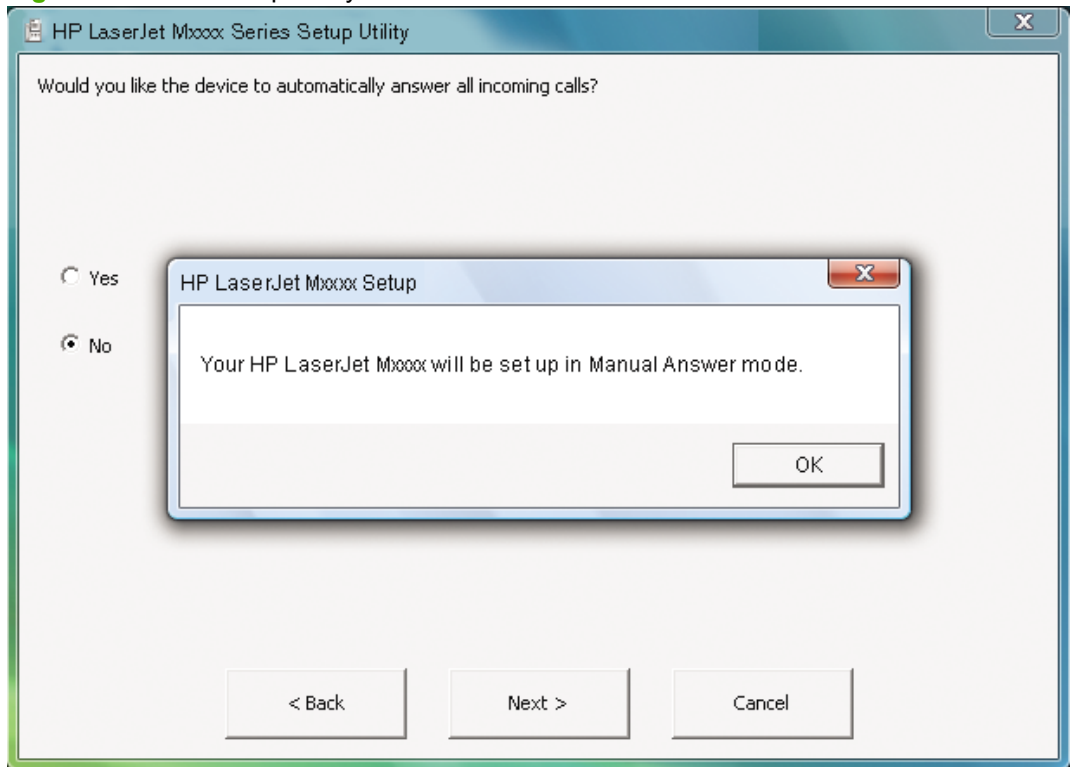 HP LaserJet Mxxxx Series Setup Utility
X
Would you like the device to automatically answer all incoming calls?
Yes
HP LaserJet Mxxxx Setup
X
No
Your HP LaserJet Mxxxx will be set up in Manual Answer mode.
OK
< Back
Next >
Cancel